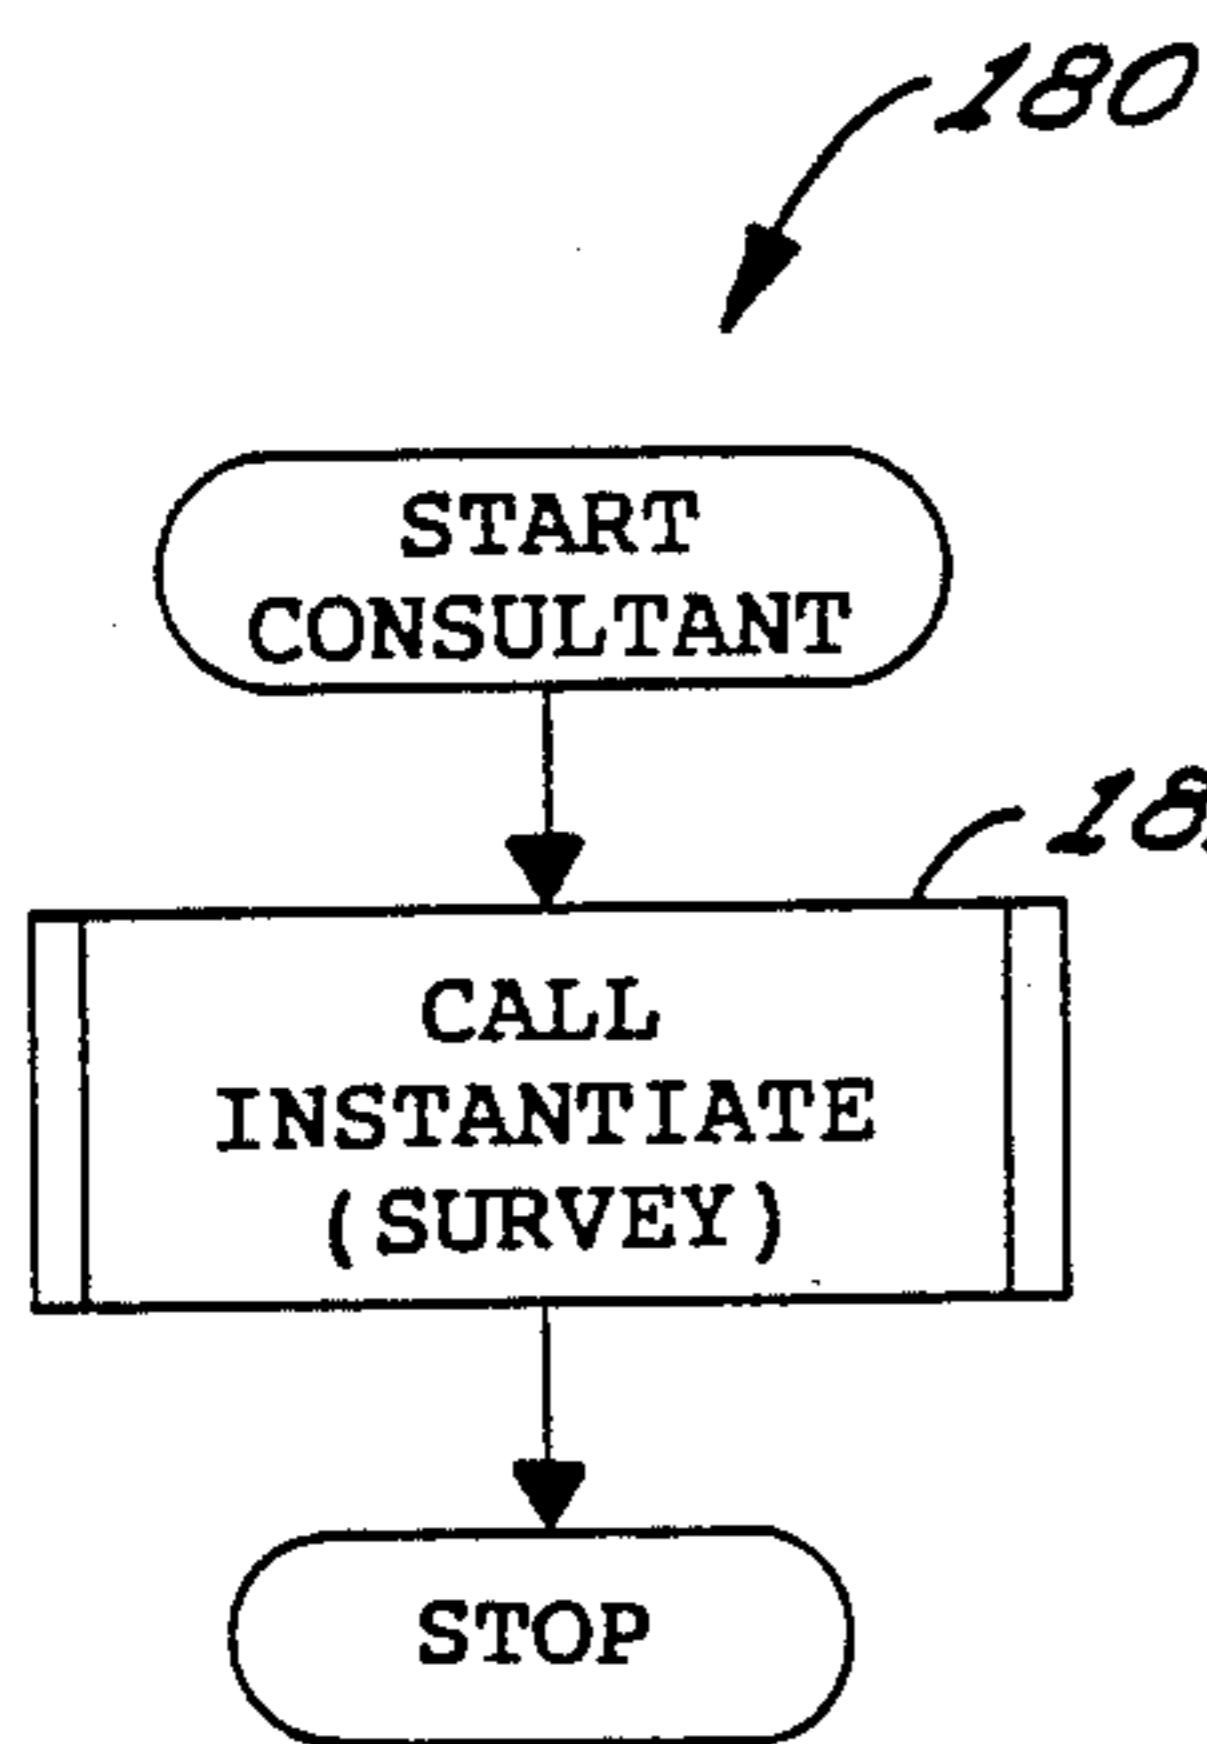 180
START
CONSULTANT
CALL
INSTANTIATE
(SURVEY)
STOP